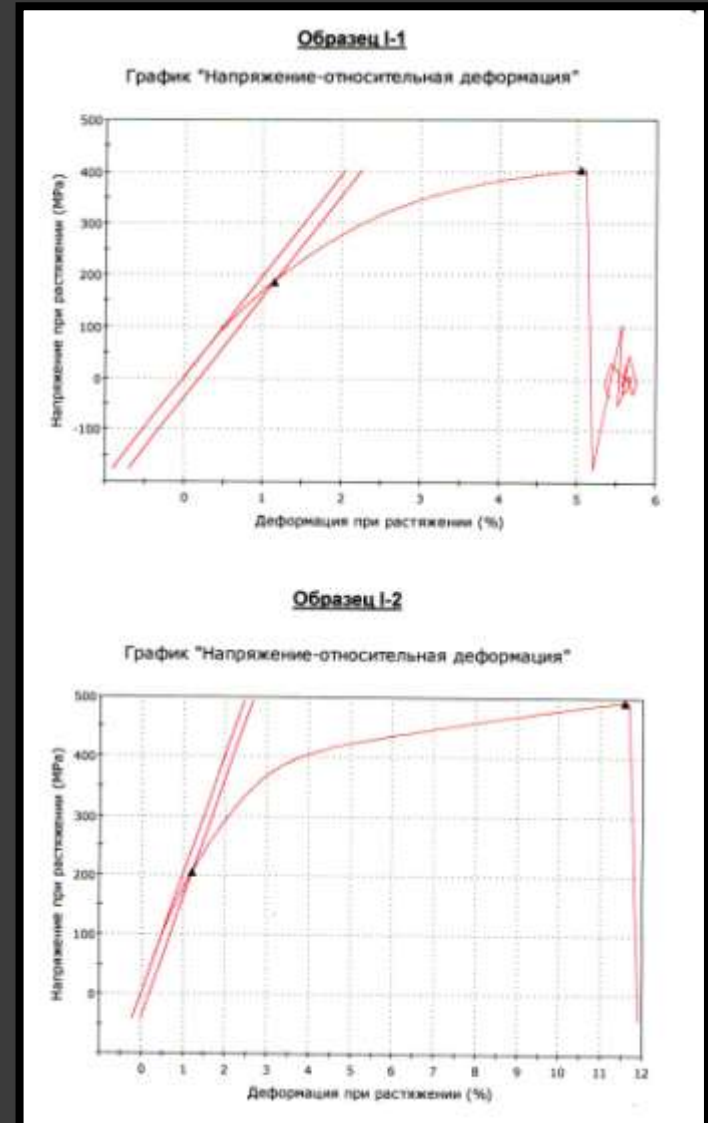 Образец I-1
График "Напряжение-относительная деформация"
Напряжение при растяжении (MPa)
500
400
300
200
100
0
-100
0 1 2 3 4 5 6
Деформация при растяжении (%)
Образец I-2
График "Напряжение-относительная деформация"
Напряжение при растяжении (MPa)
500
400
300
200
100
0
0 1 2 3 4 5 6 7 8 9 10 11 12
Деформация при растяжении (%)